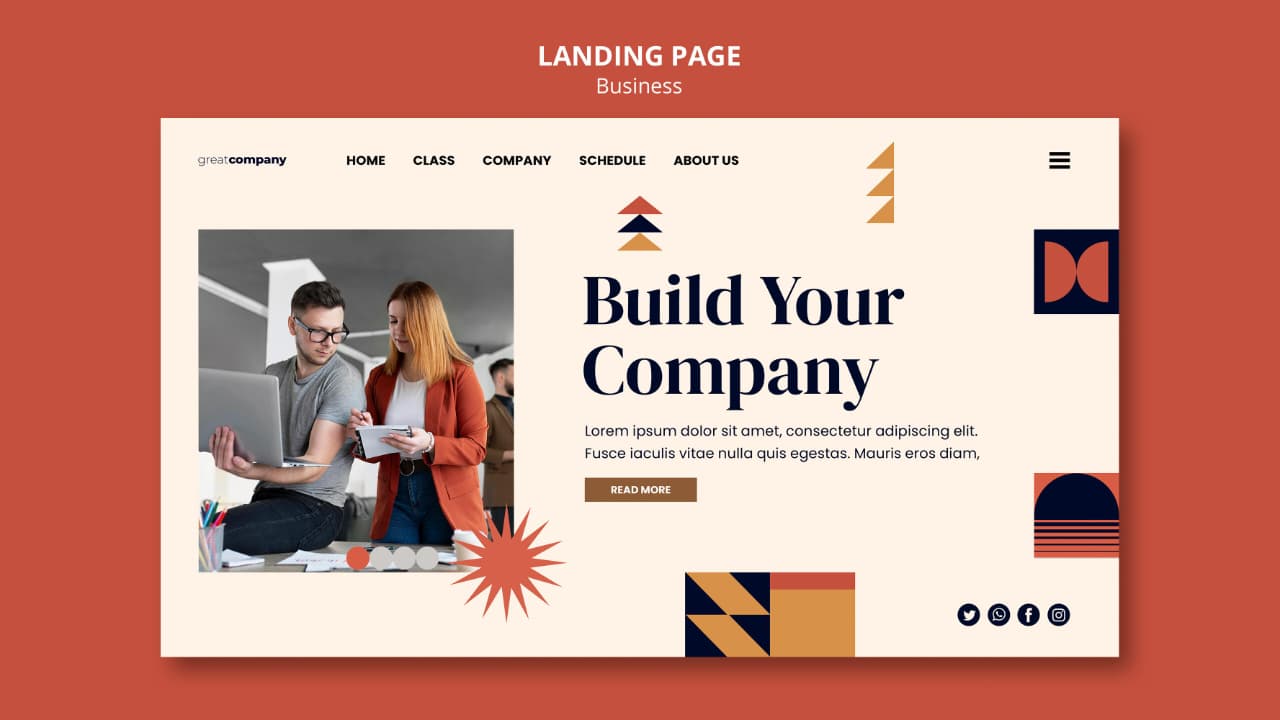 LANDING PAGE
Business
greatcompany
HOME CLASS COMPANY SCHEDULE ABOUT US
Build Your
Company
Lorem ipsum dolor sit amet, consectetur adipiscing elit.
Fusce iaculis vitae nulla quis egestas. Mauris eros diam,
READ MORE